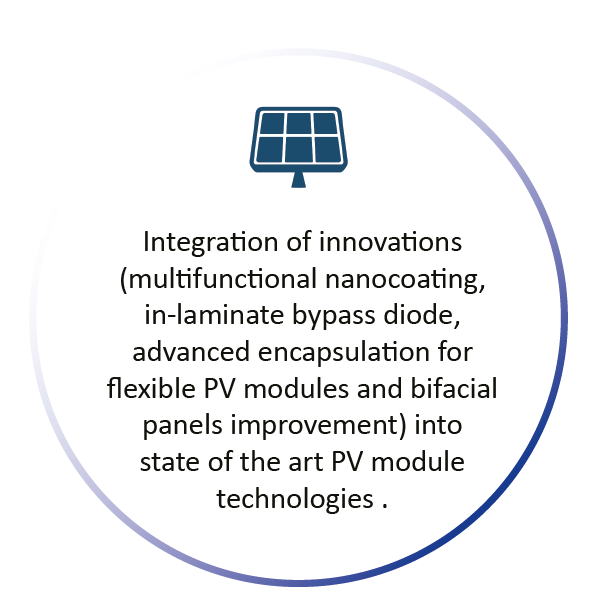 Integration of innovations
(multifunctional nanocoating,
in-laminate bypass diode,
advanced encapsulation for
flexible PV modules and bifacial
panels improvement) into
state of the art PV module
technologies .